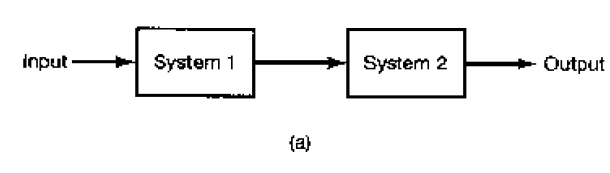 Input
System 1
System 2
Output
(a)